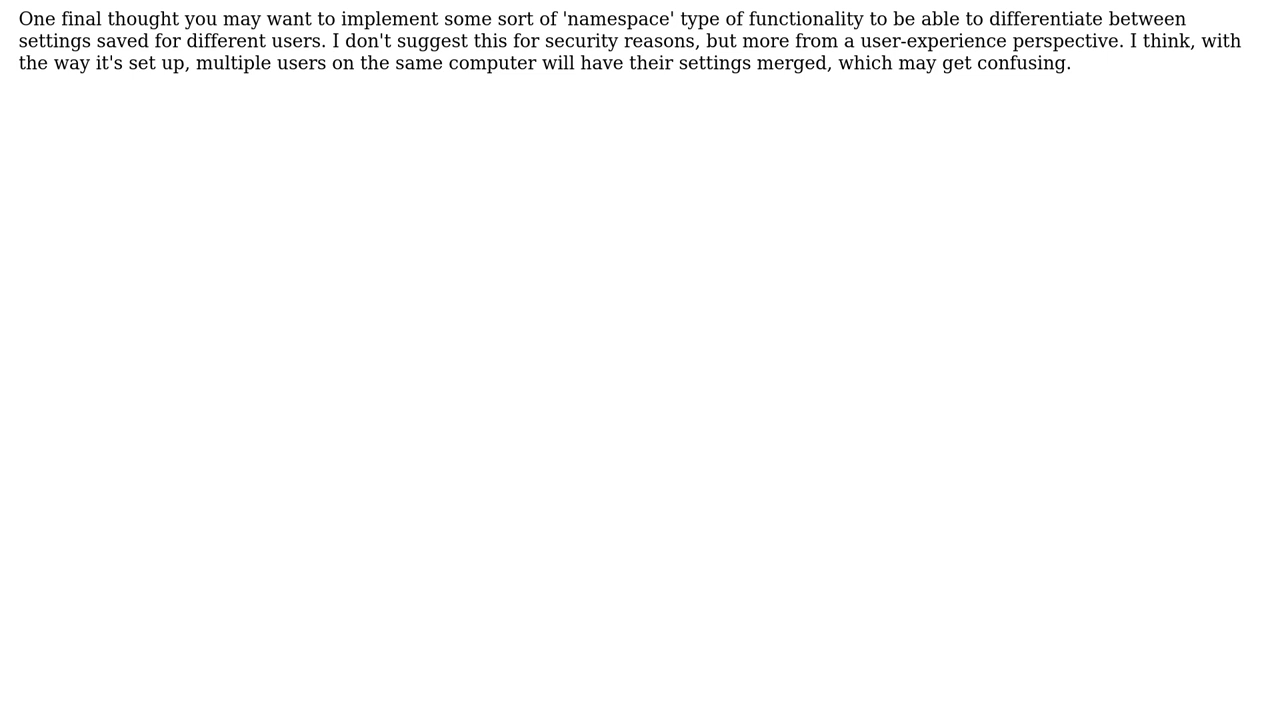 One final thought you may want to implement some sort of 'namespace' type of functionality to be able to differentiate between
settings saved for different users. I don't suggest this for security reasons, but more from a user-experience perspective. I think, with
the way it's set up, multiple users on the same computer will have their settings merged, which may get confusing.